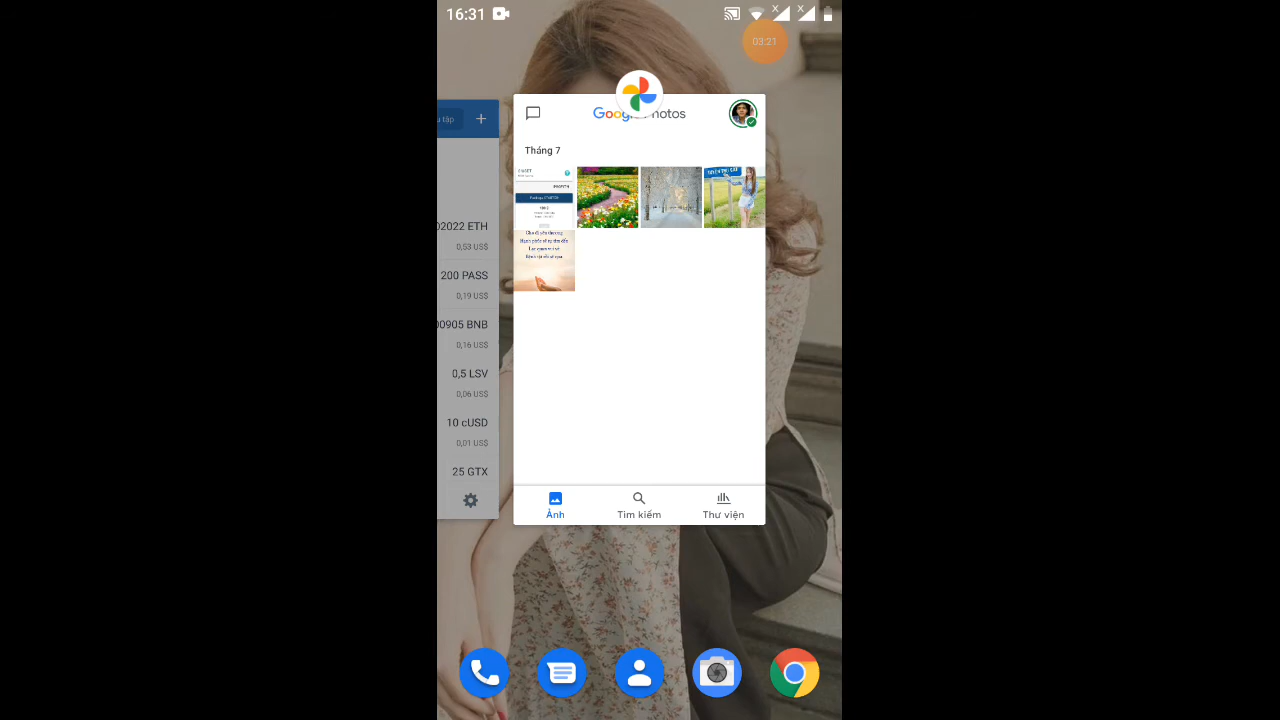 16:31
03:21
u tập
Google Photos
Tháng 7
02022 ETH
0,53 US$
200 PASS
0,19 US$
00905 BNB
0,16 US$
0,5 LSV
0,06 US$
10 cUSD
0,01 US$
25 GTX
Ảnh
Tìm kiếm
Thư viện